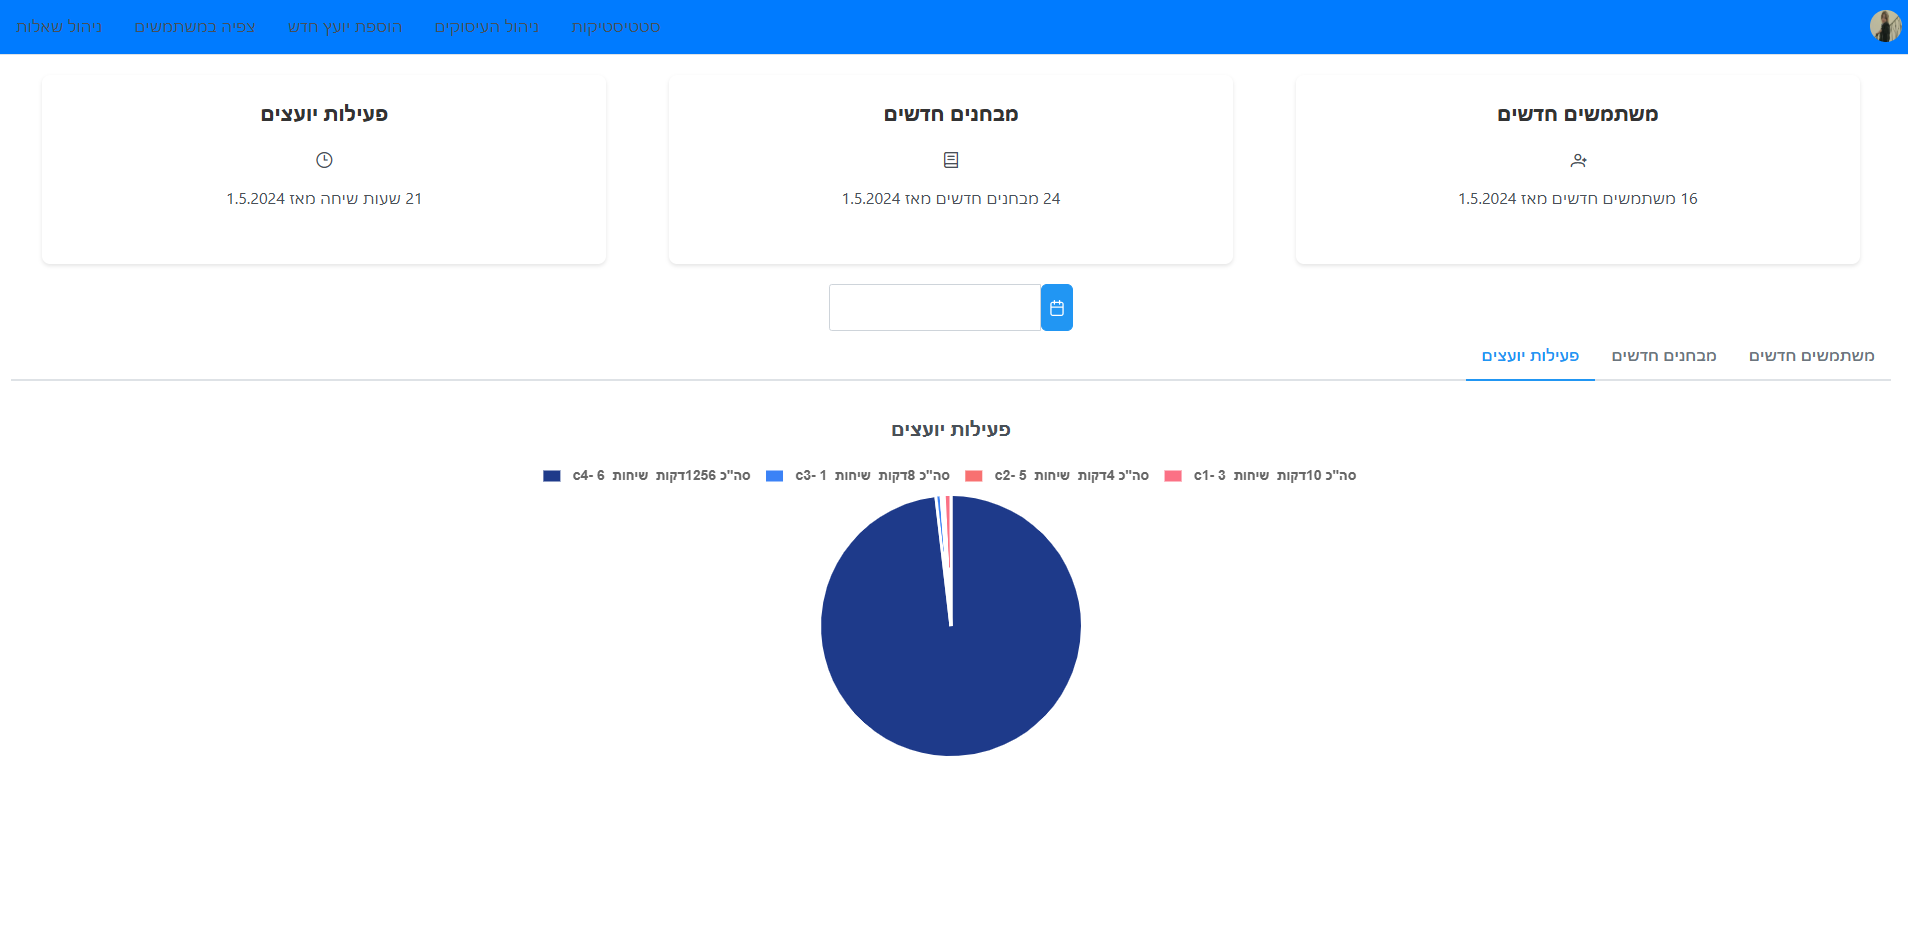 ניהול שאלות
צפיה במשתמשים
הוספת יועץ חדש
ניהול העיסוקים
סטטיסטיקות
משתמשים חדשים
16 משתמשים חדשים מאז 1.5.2024
מבחנים חדשים
24 מבחנים חדשים מאז 1.5.2024
פעילות יועצים
21 שעות שיחה מאז 1.5.2024
משתמשים חדשים
מבחנים חדשים
פעילות יועצים
פעילות יועצים
c4- 6 שיחות סה"כ 1256דקות
c3- 1 שיחות סה"כ 8דקות
c2- 5 שיחות סה"כ 4דקות
c1- 3 שיחות סה"כ 10דקות